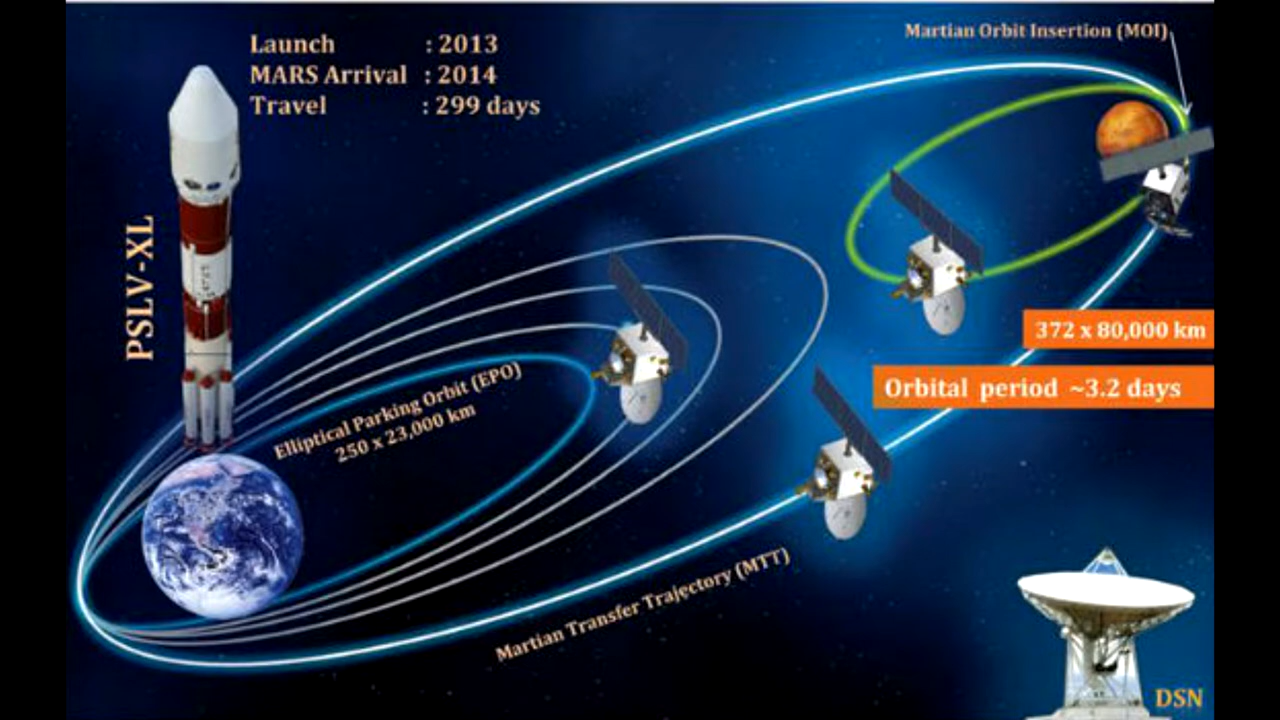 Launch : 2013
MARS Arrival : 2014
Travel : 299 days
Martian Orbit Insertion (MOI)
PSLV-XL
372 x 80,000 km
Orbital period ~3.2 days
Elliptical Parking Orbit (EPO)
250 x 23,000 km
Martian Transfer Trajectory (MTT)
DSN